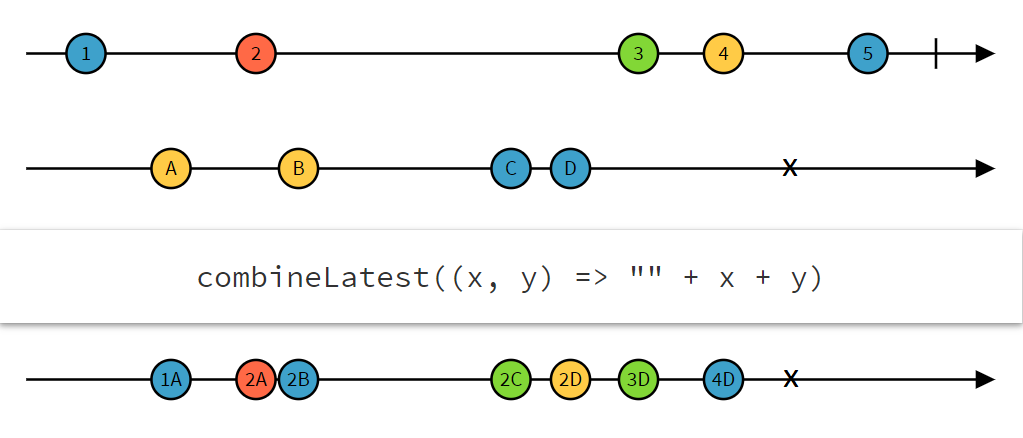 1 2 3 4 5
A B C D X
combineLatest((x, y) => "" + x + y)
1A 2A 2B 2C 2D 3D 4D X